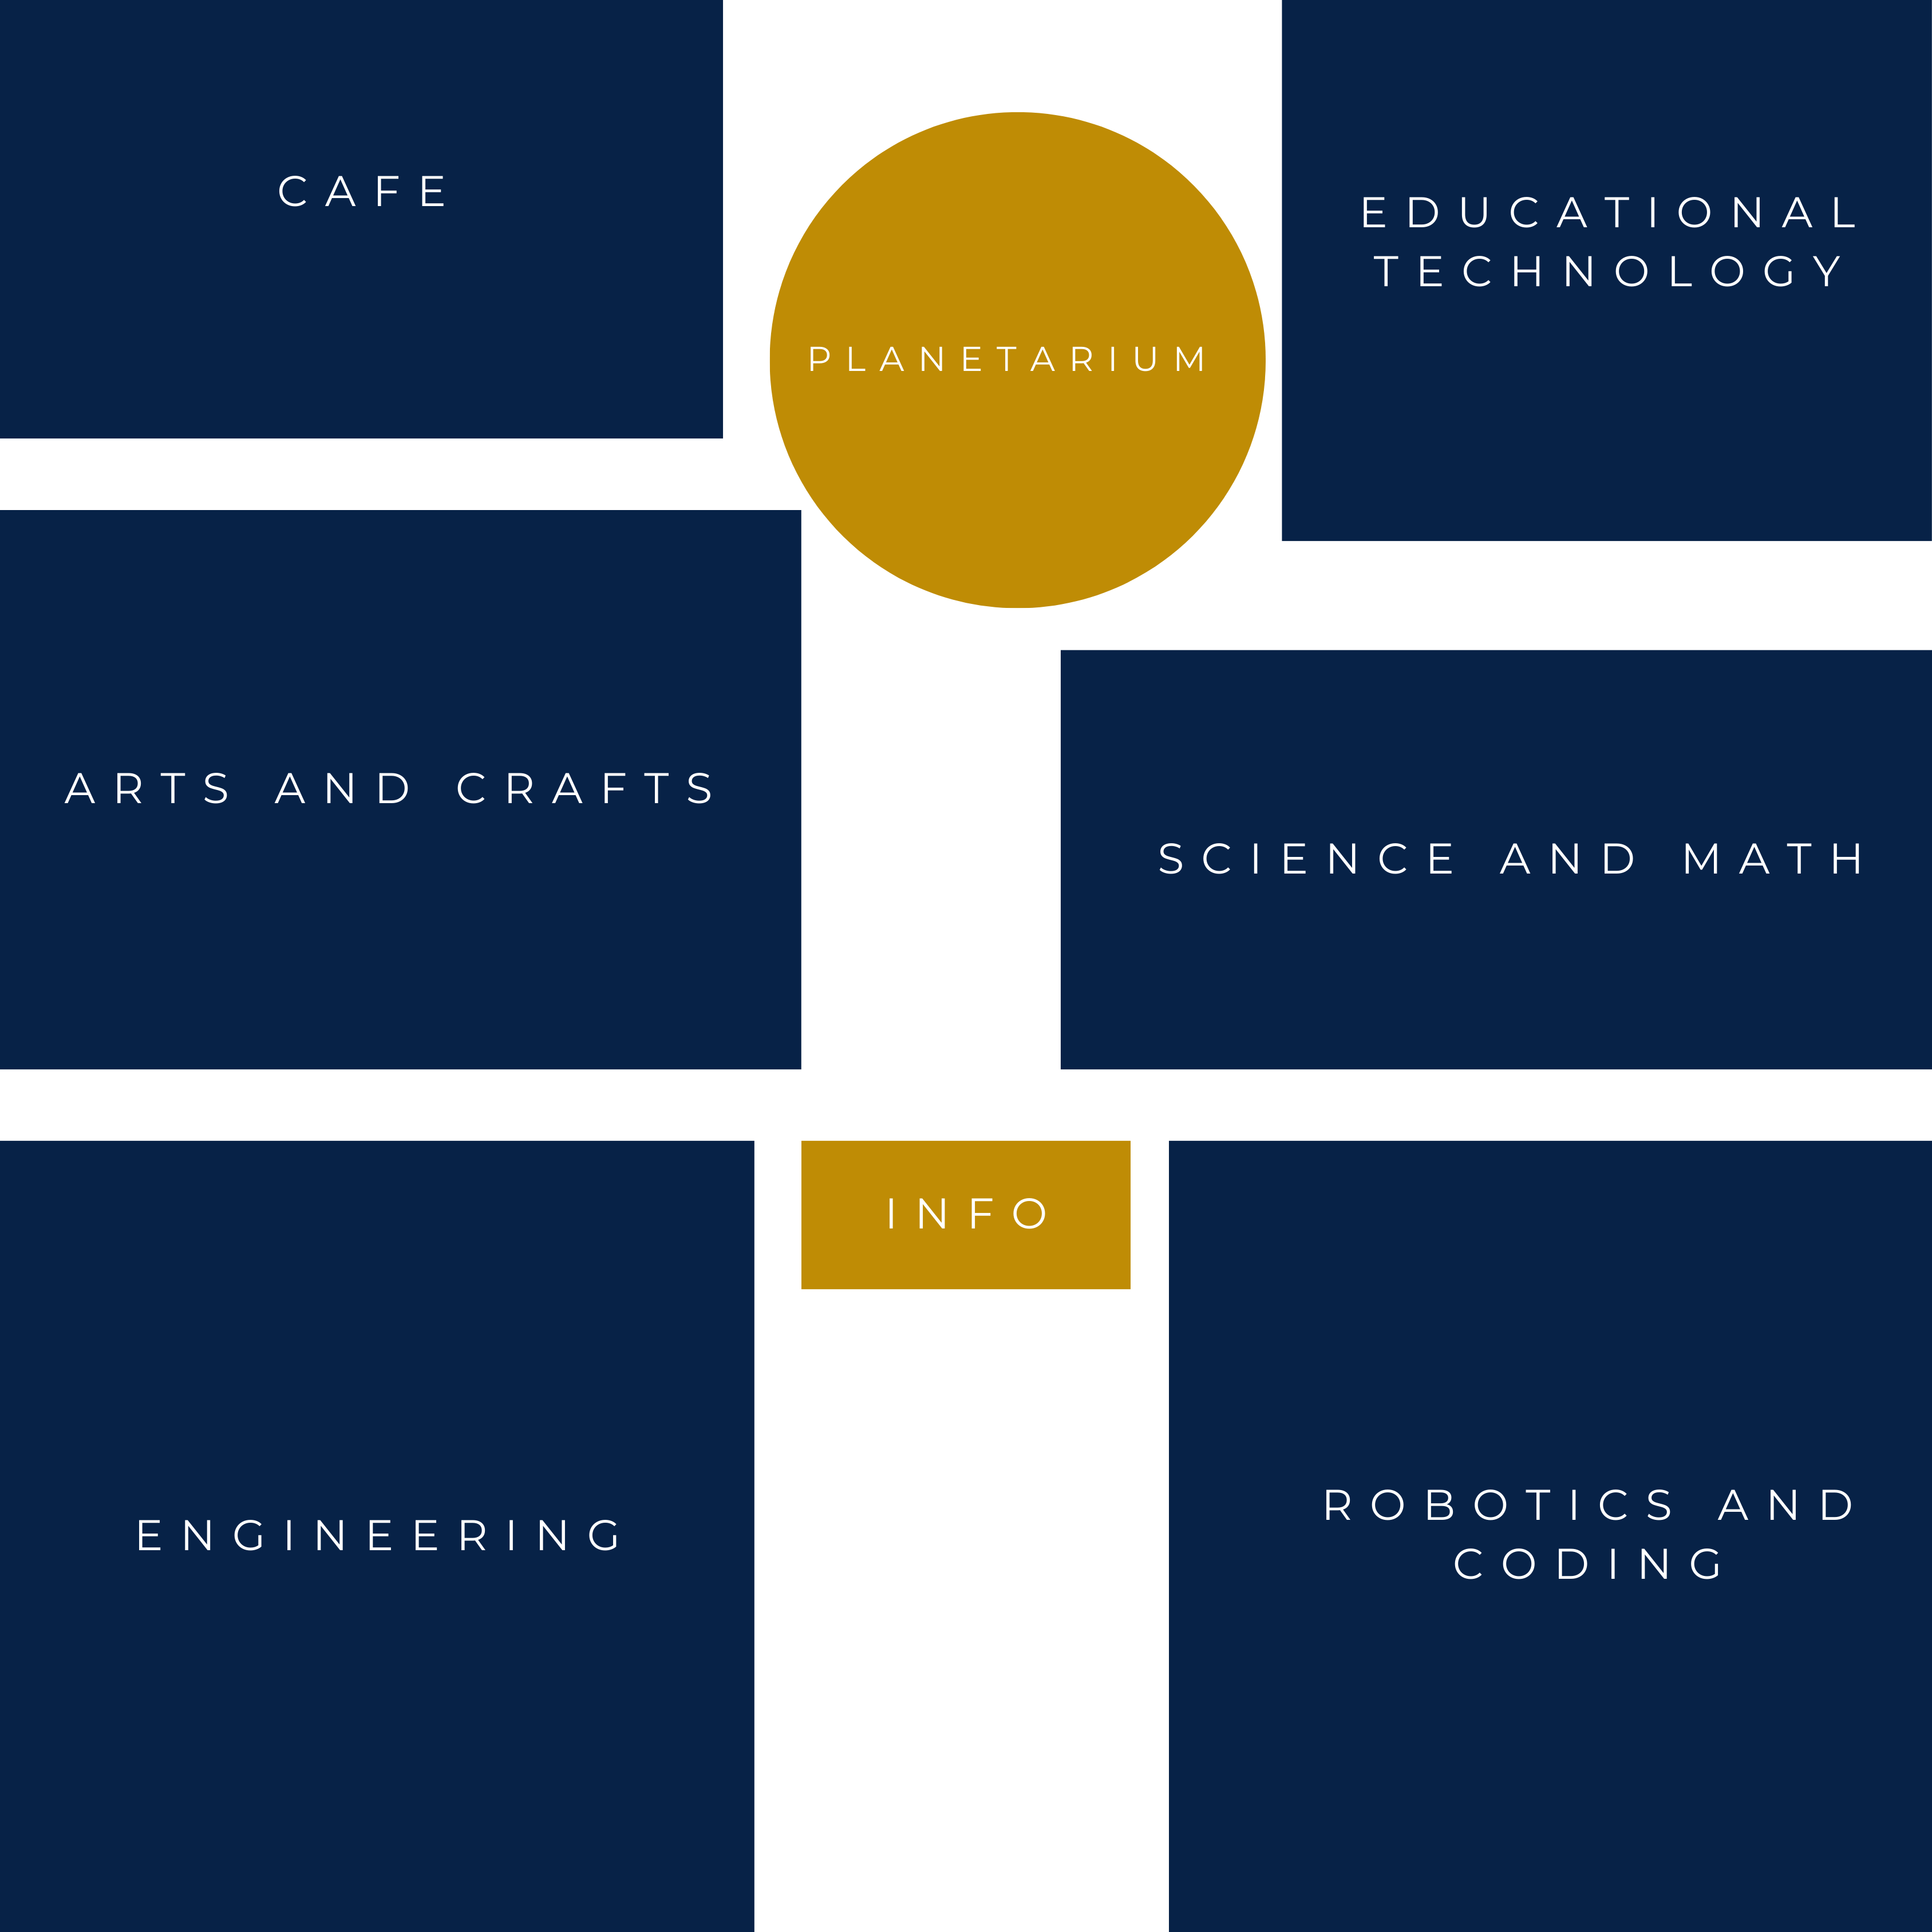 CAFE
PLANETARIUM
EDUCATIONAL
TECHNOLOGY
ARTS AND CRAFTS
SCIENCE AND MATH
INFO
ENGINEERING
ROBOTICS AND
CODING